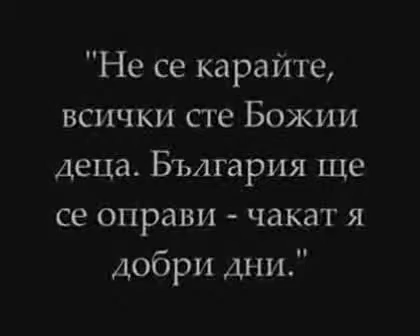 "Не се карайте,
всички сте Божии
деца. България ще
се оправи - чакат я
добри дни."